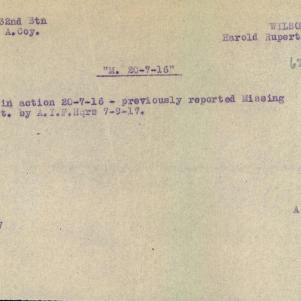 32nd Btn
A.Coy.
Harold Rupert
"M. 20-7-16"
in action 20-7-16 - previously reported Missing
t. by A.I.F.Hqrs 7-9-17.
A